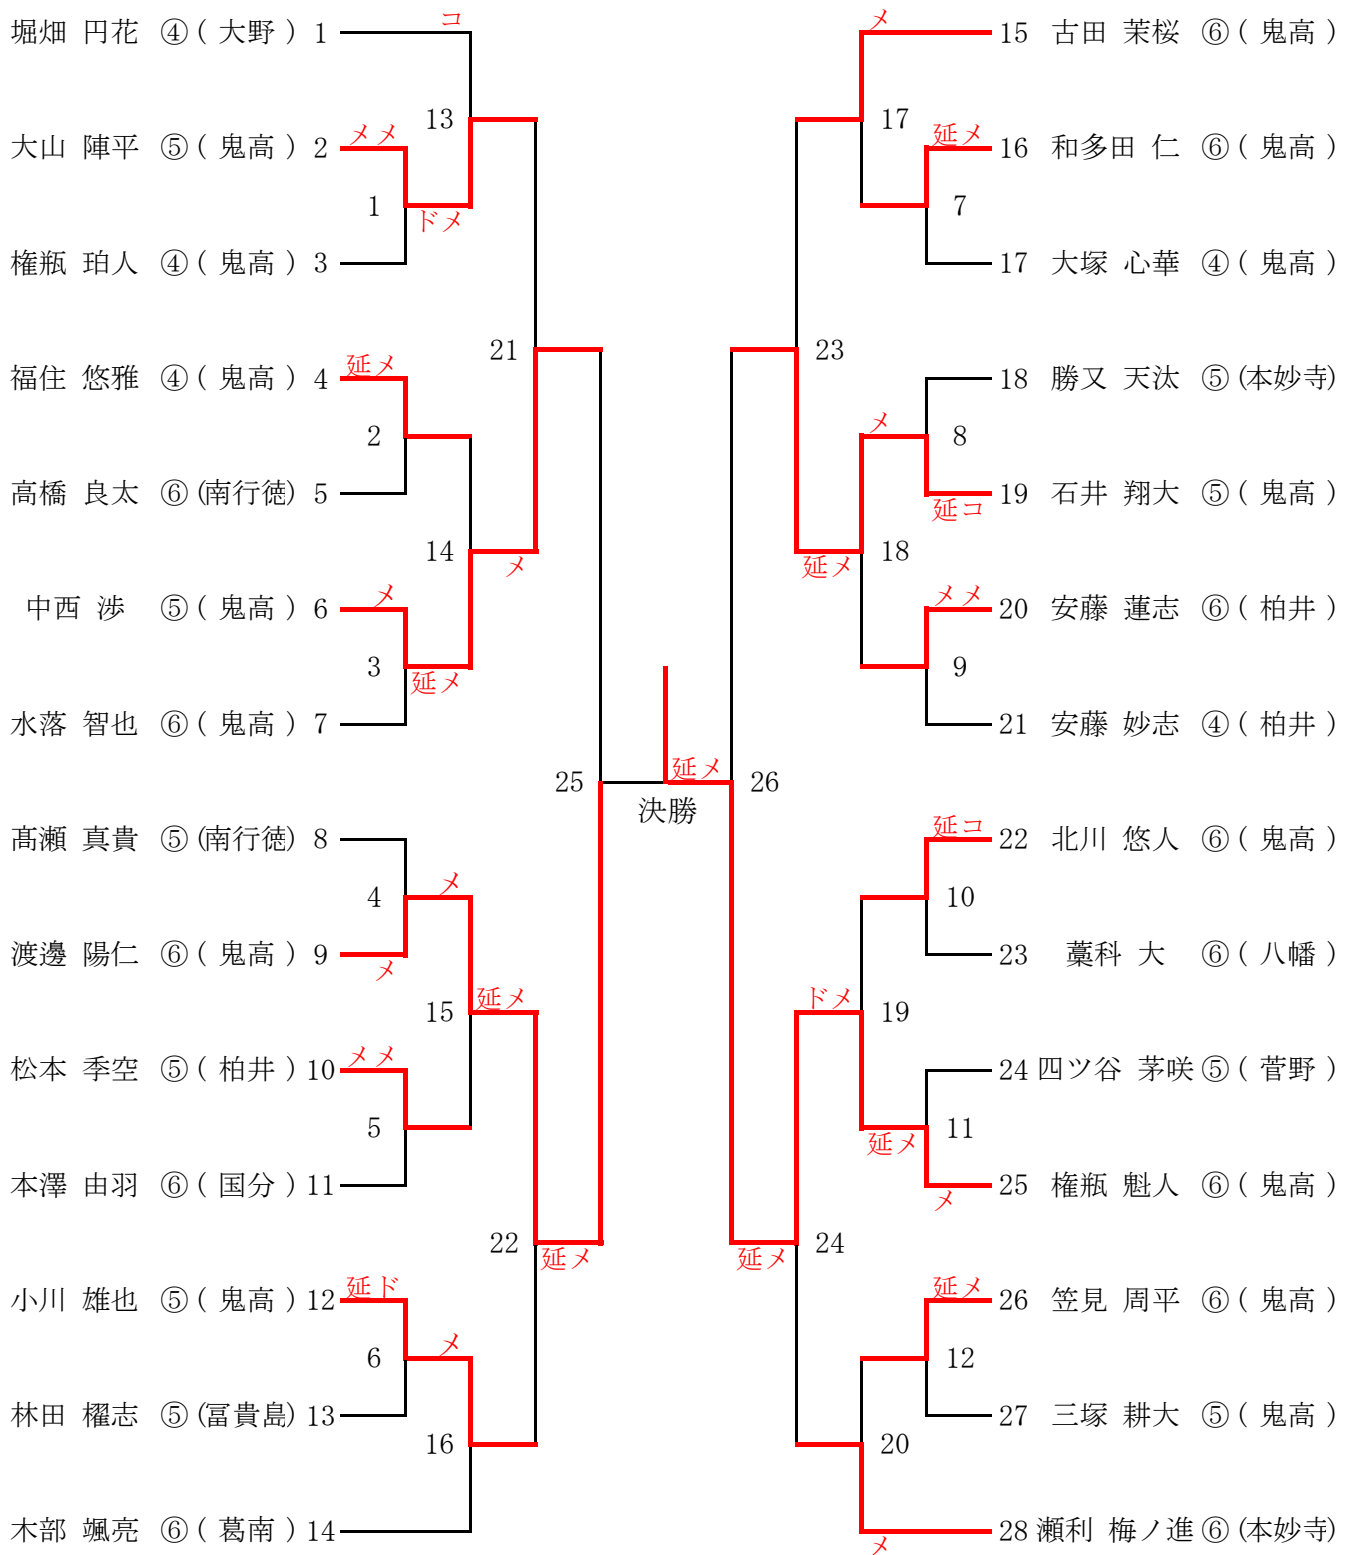 コ
メ
堀畑 円花 ④ ( 大野 ) 1
15 古田 茉桜 ⑥ ( 鬼高 )
13
17
メメ
延メ
大山 陣平 ⑤ ( 鬼高 ) 2
16 和多田 仁 ⑥ ( 鬼高 )
1
7
ドメ
権瓶 珀人 ④ ( 鬼高 ) 3
17 大塚 心華 ④ ( 鬼高 )
21
23
延メ
福住 悠雅 ④ ( 鬼高 ) 4
18 勝又 天汰 ⑤ (本妙寺)
メ
2
8
高橋 良太 ⑥ (南行徳) 5
19 石井 翔大 ⑤ ( 鬼高 )
延コ
14
18
メ
延メ
メ
メメ
中西 渉 ⑤ ( 鬼高 ) 6
20 安藤 蓮志 ⑥ ( 柏井 )
3
9
延メ
水落 智也 ⑥ ( 鬼高 ) 7
21 安藤 妙志 ④ ( 柏井 )
延メ
25
26
決勝
延コ
髙瀬 真貴 ⑤ (南行徳) 8
22 北川 悠人 ⑥ ( 鬼高 )
メ
4
10
渡邊 陽仁 ⑥ ( 鬼高 ) 9
23 藁科 大 ⑥ ( 八幡 )
メ
延メ
ドメ
15
19
メメ
松本 季空 ⑤ ( 柏井 ) 10
24 四ツ谷 茅咲 ⑤ ( 菅野 )
5
11
延メ
本澤 由羽 ⑥ ( 国分 ) 11
25 権瓶 魁人 ⑥ ( 鬼高 )
メ
22
24
延メ
延メ
延ド
延メ
小川 雄也 ⑤ ( 鬼高 ) 12
26 笠見 周平 ⑥ ( 鬼高 )
メ
6
12
林田 櫂志 ⑤ (冨貴島) 13
27 三塚 耕大 ⑤ ( 鬼高 )
16
20
木部 颯亮 ⑥ ( 葛南 ) 14
28 瀬利 梅ノ進 ⑥ (本妙寺)
メ